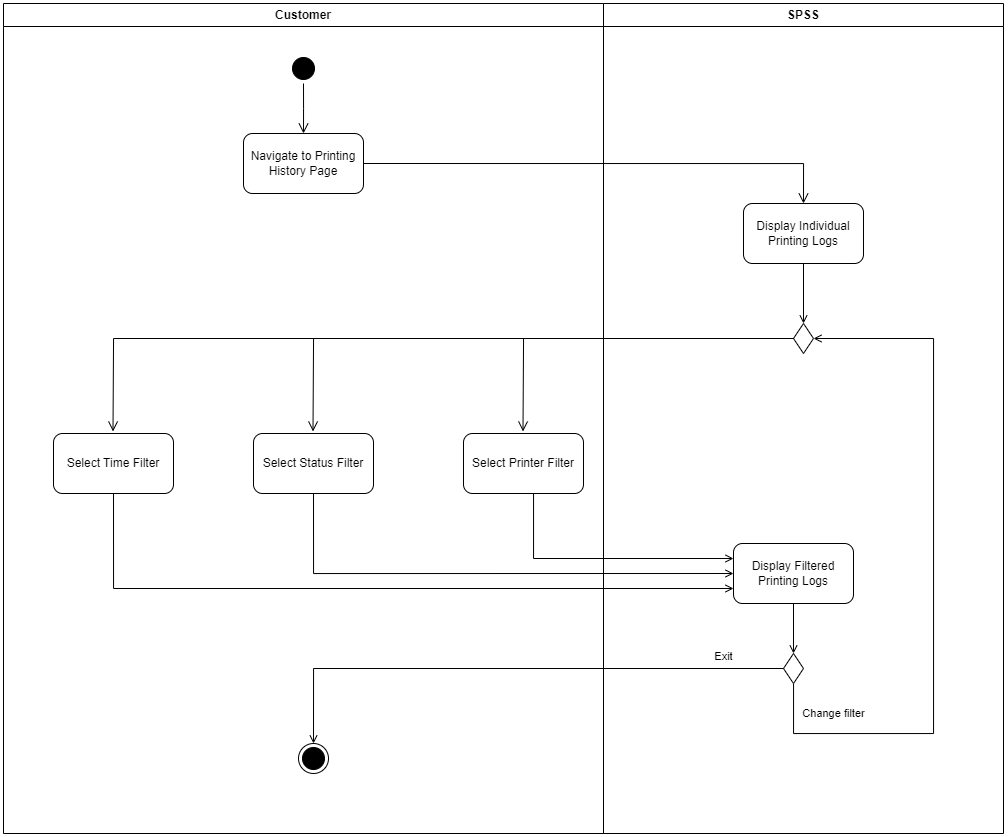 Customer
SPSS
Navigate to Printing
History Page
Display Individual
Printing Logs
Select Time Filter
Select Status Filter
Select Printer Filter
Display Filtered
Printing Logs
Exit
Change filter